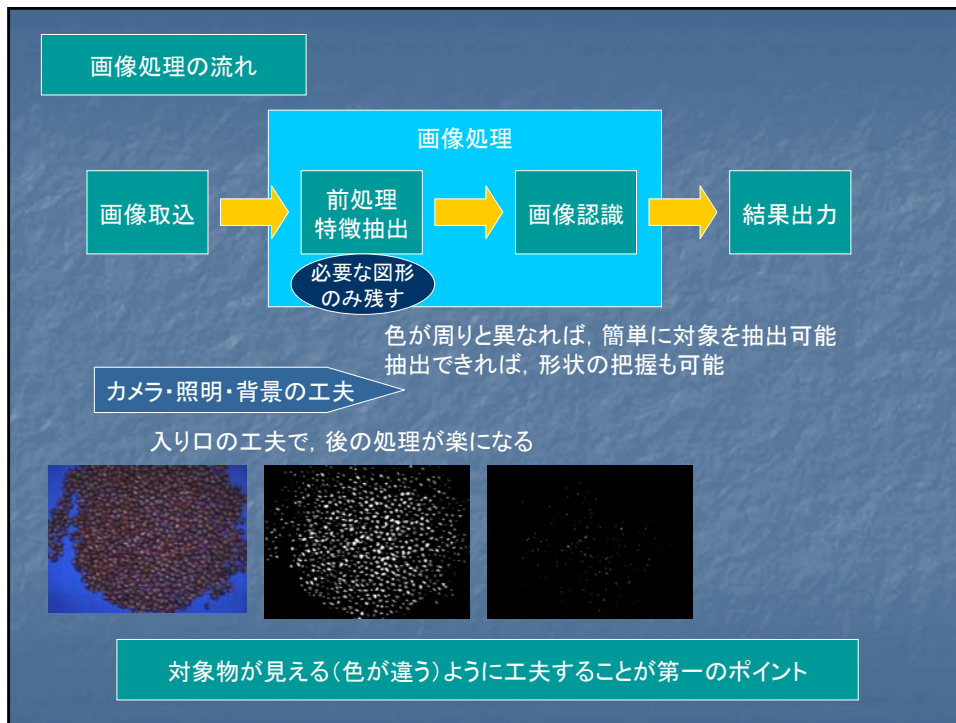 画像処理の流れ
画像処理
画像取込
前処理
特徴抽出
画像認識
結果出力
必要な図形
のみ残す
色が周りと異なれば，簡単に対象を抽出可能
抽出できれば，形状の把握も可能
カメラ・照明・背景の工夫
入り口の工夫で，後の処理が楽になる
対象物が見える（色が違う）ように工夫することが第一のポイント